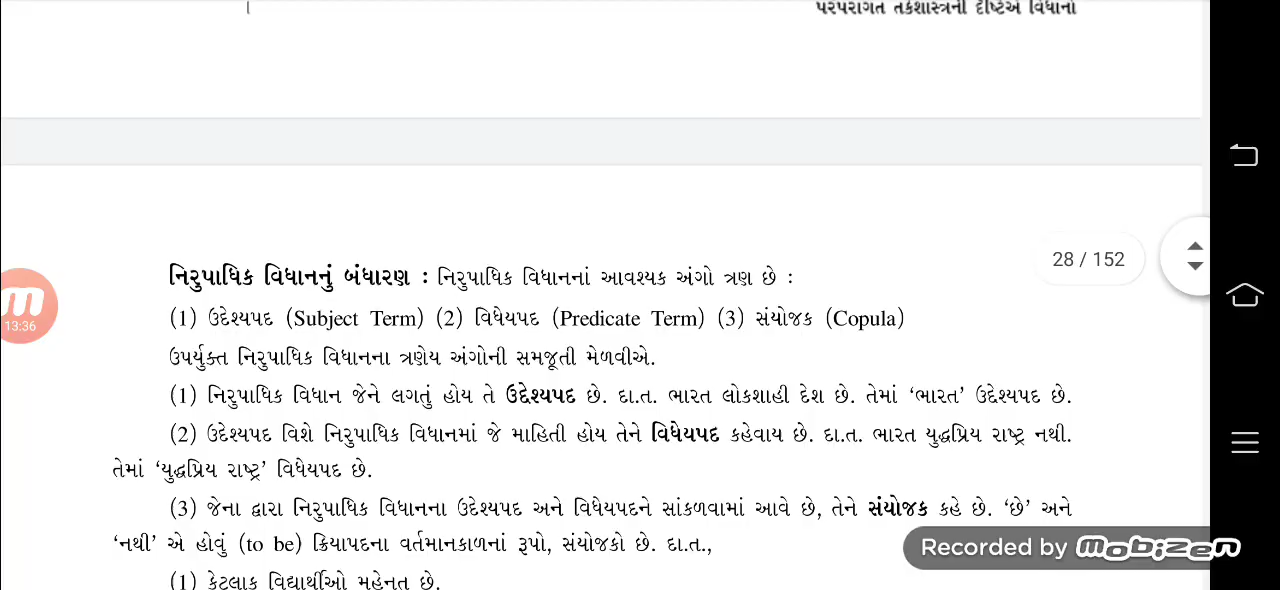 પરંપરાગત તર્કશાસ્ત્રની દૃષ્ટિએ વિધાનો
28 / 152
નિરુપાધિક વિધાનનું બંધારણ : નિરુપાધિક વિધાનનાં આવશ્યક અંગો ત્રણ છે :
(1) ઉદેશ્યપદ (Subject Term) (2) વિધેયપદ (Predicate Term) (3) સંયોજક (Copula)
ઉપર્યુક્ત નિરુપાધિક વિધાનના ત્રણેય અંગોની સમજૂતી મેળવીએ.
(1) નિરુપાધિક વિધાન જેને લગતું હોય તે ઉદેશ્યપદ છે. દા.ત. ભારત લોકશાહી દેશ છે. તેમાં ‘ભારત’ ઉદેશ્યપદ છે.
(2) ઉદેશ્યપદ વિશે નિરુપાધિક વિધાનમાં જે માહિતી હોય તેને વિધેયપદ કહેવાય છે. દા.ત. ભારત યુદ્ધપ્રિય રાષ્ટ્ર નથી.
તેમાં ‘યુદ્ધપ્રિય રાષ્ટ્ર’ વિધેયપદ છે.
(3) જેના દ્વારા નિરુપાધિક વિધાનના ઉદેશ્યપદ અને વિધેયપદને સાંકળવામાં આવે છે, તેને સંયોજક કહે છે. ‘છે’ અને
‘નથી’ એ હોવું (to be) ક્રિયાપદના વર્તમાનકાળનાં રૂપો, સંયોજકો છે. દા.ત.,
(1) કેટલાક વિદ્યાર્થીઓ મહેનત છે.
13:36
Recorded by mobizen